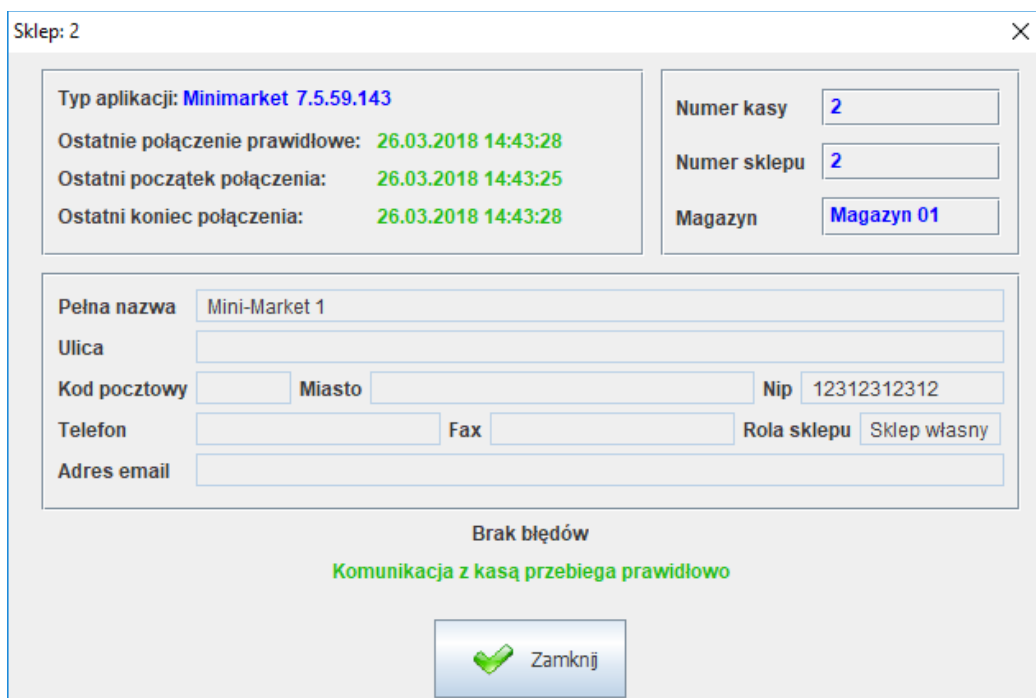 Sklep: 2
Typ aplikacji: Minimarket 7.5.59.143
Ostatnie połączenie prawidłowe: 26.03.2018 14:43:28
Ostatni początek połączenia: 26.03.2018 14:43:25
Ostatni koniec połączenia: 26.03.2018 14:43:28
Numer kasy 2
Numer sklepu 2
Magazyn Magazyn 01
Pełna nazwa Mini-Market 1
Ulica
Kod pocztowy Miasto Nip 12312312312
Telefon Fax Rola sklepu Sklep własny
Adres email
Brak błędów
Komunikacja z kasą przebiega prawidłowo
Zamknij